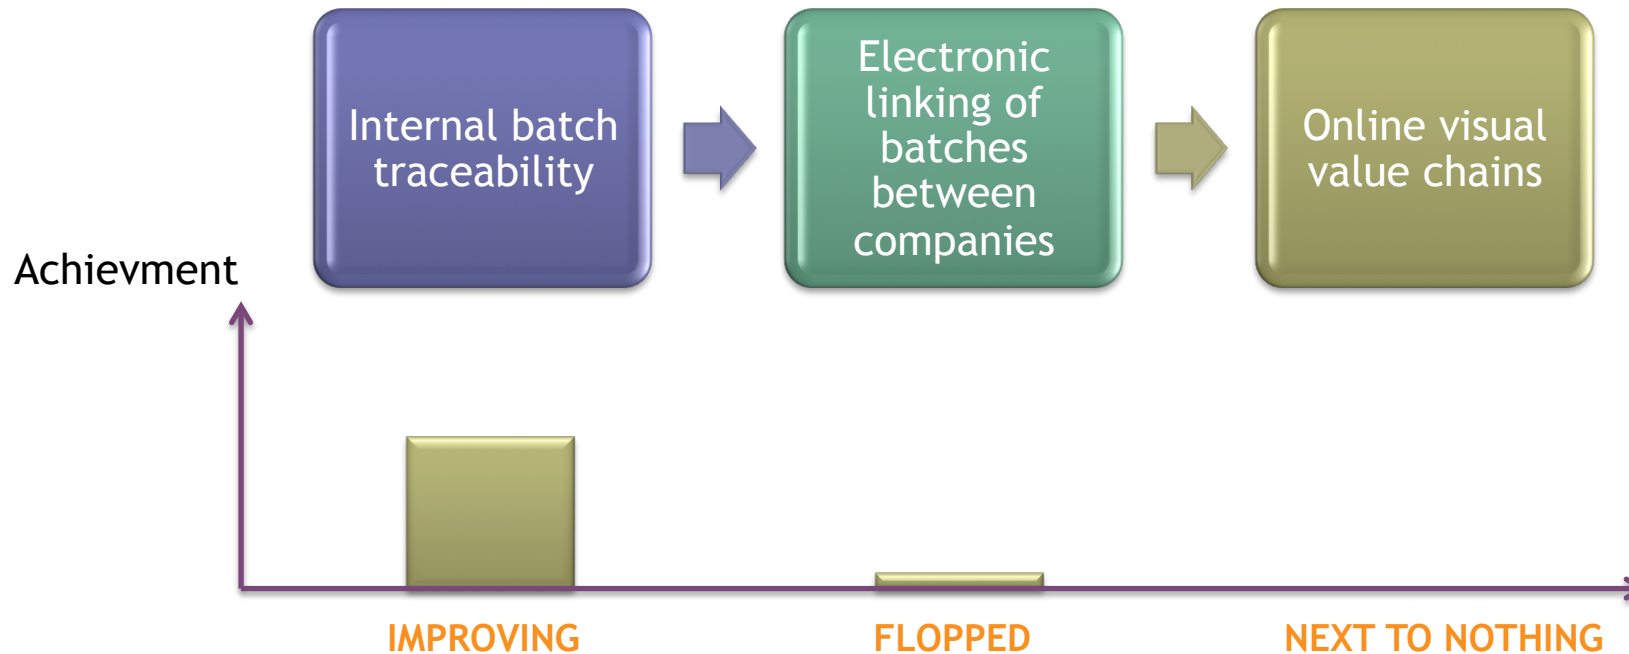 Internal batch
traceability
Electronic
linking of
batches
between
companies
Online visual
value chains
Achievment
IMPROVING
FLOPPED
NEXT TO NOTHING